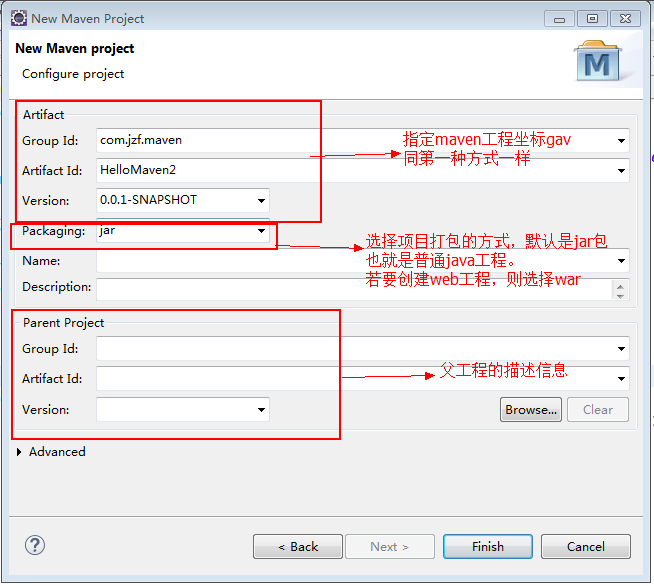 New Maven Project
New Maven project
Configure project
M
Artifact
Group Id: com.jzf.maven
指定maven工程坐标gav
同第一种方式一样
Artifact Id: HelloMaven2
Version: 0.0.1-SNAPSHOT
Packaging: jar
选择项目打包的方式，默认是jar包
也就是普通java工程。
若要创建web工程，则选择war
Name:
Description:
Parent Project
Group Id:
Artifact Id:
父工程的描述信息
Version:
Browse... Clear
Advanced
? < Back Next > Finish Cancel